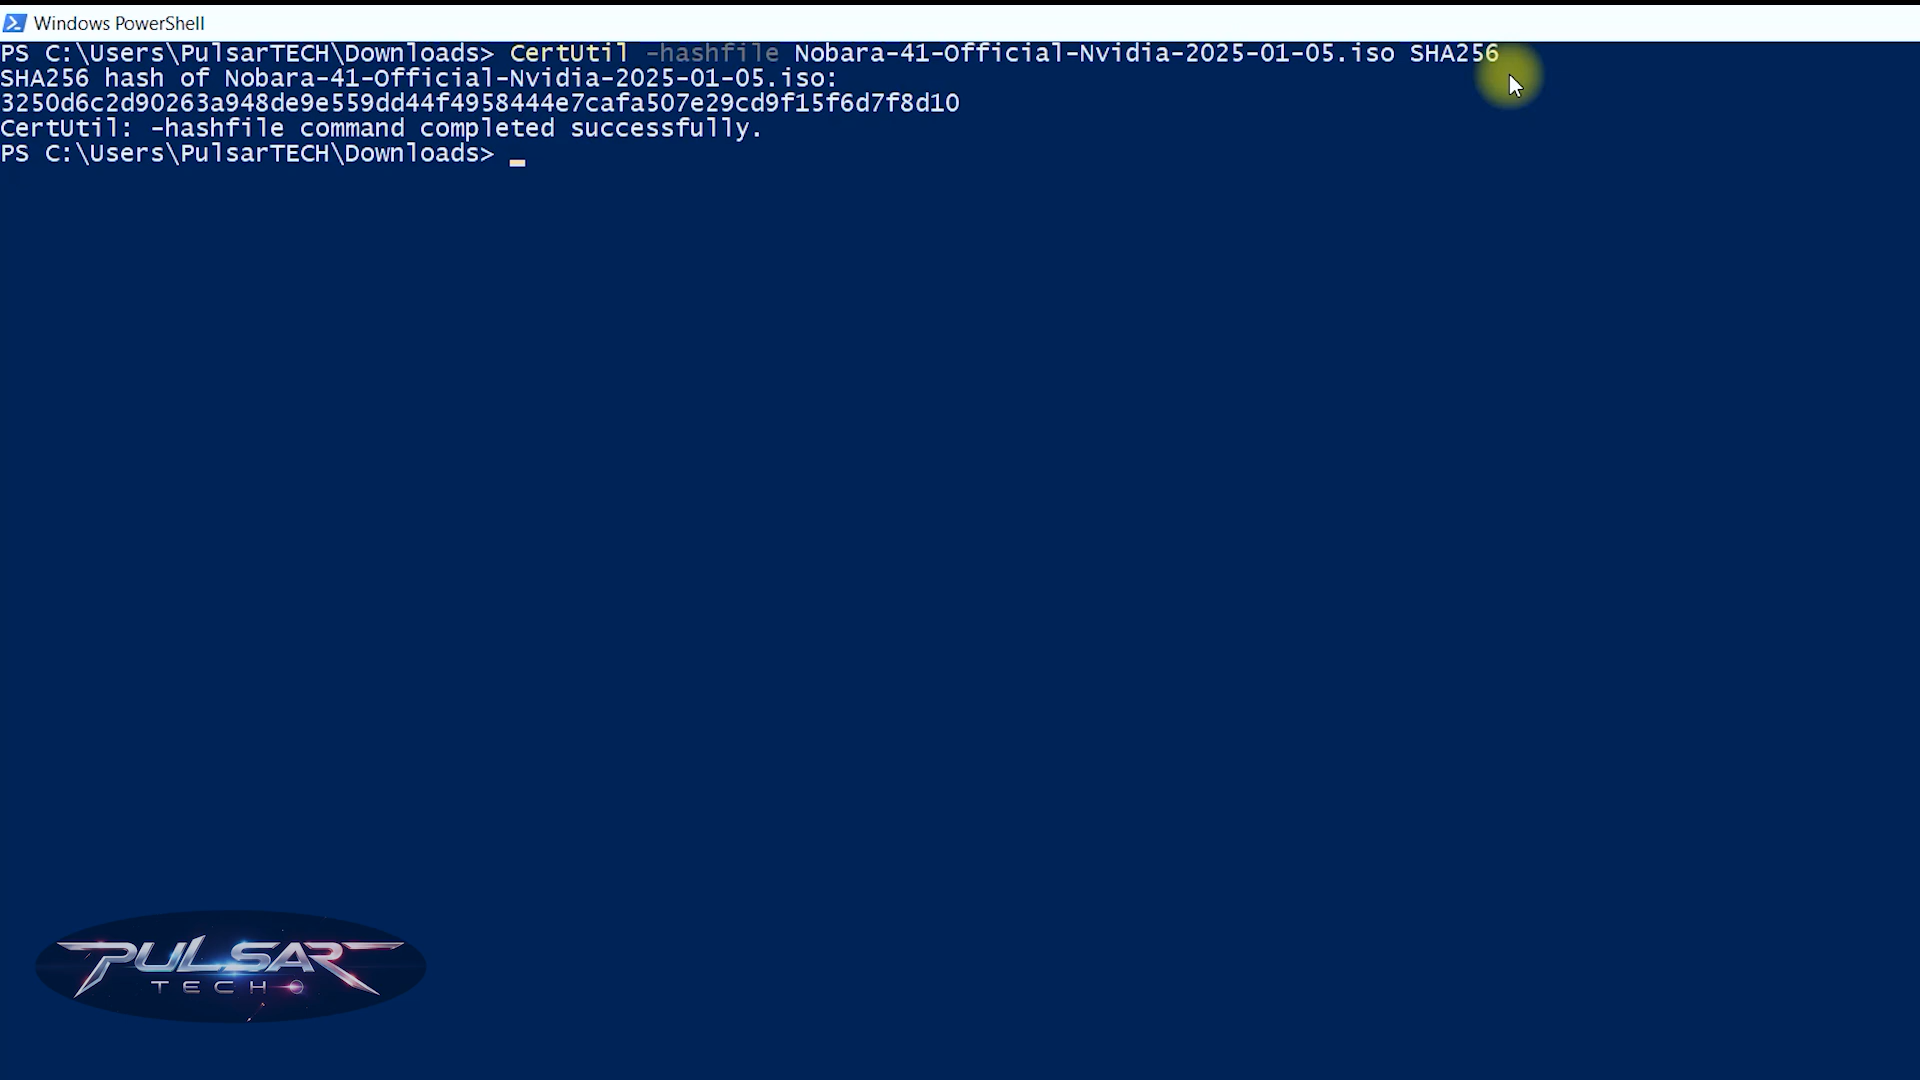 Windows PowerShell
PS C:\Users\PulsarTECH\Downloads> CertUtil -hashfile Nobara-41-Official-Nvidia-2025-01-05.iso SHA256
SHA256 hash of Nobara-41-Official-Nvidia-2025-01-05.iso:
3250d6c2d90263a948de9e559dd44f4958444e7cafa507e29cd9f15f6d7f8d10
CertUtil: -hashfile command completed successfully.
PS C:\Users\PulsarTECH\Downloads>
PULSAR
TECH